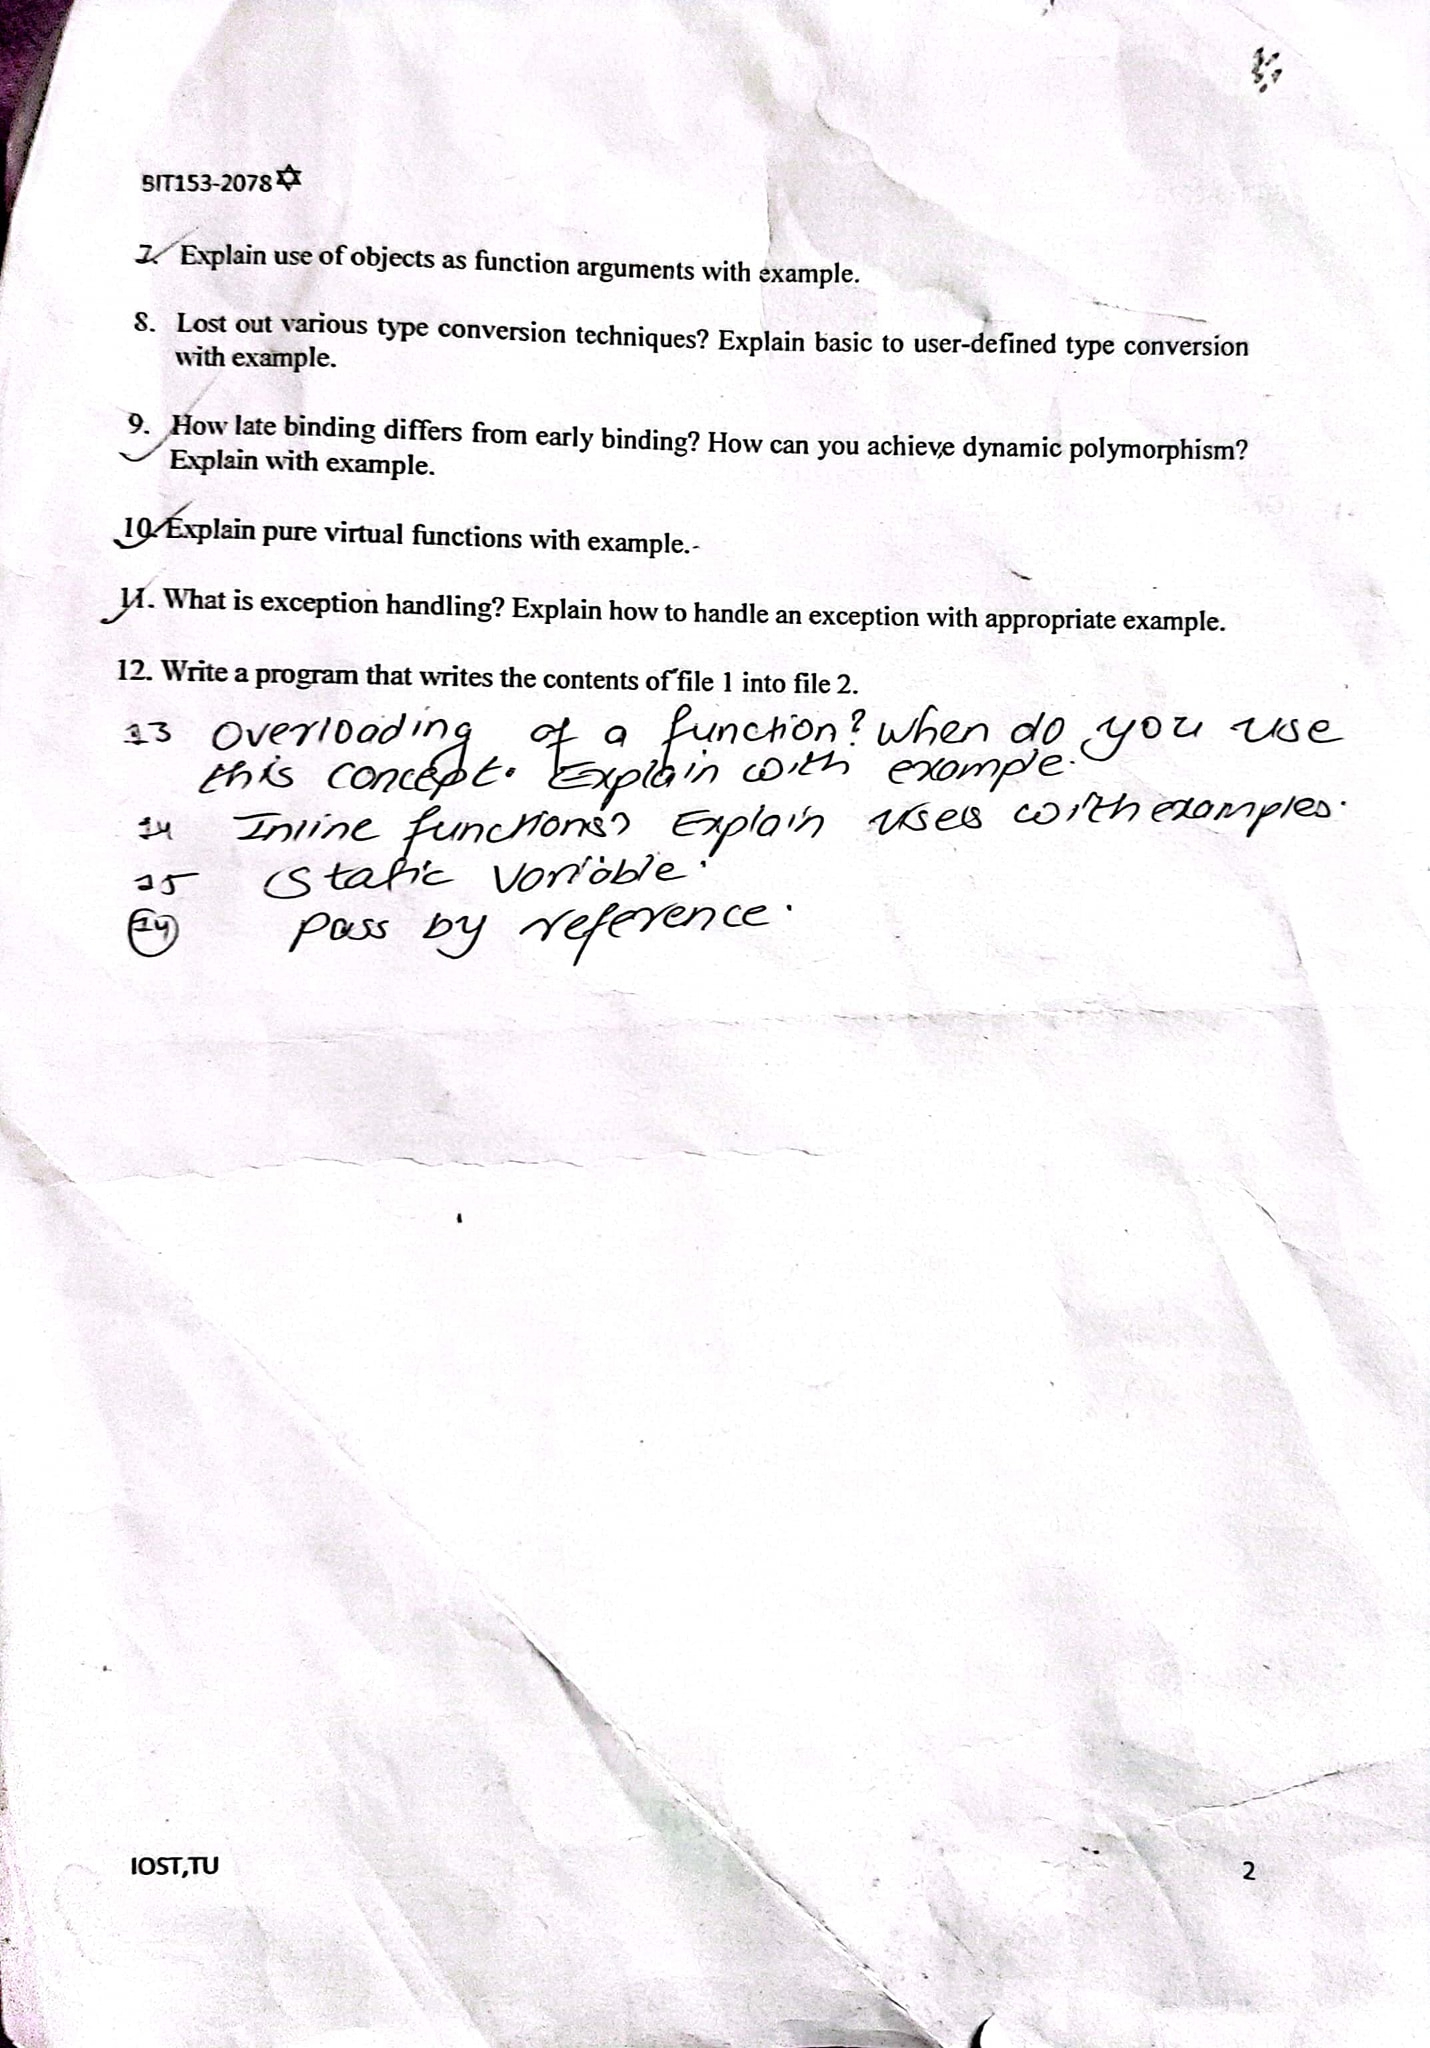 BIT153-2078✡
7. Explain use of objects as function arguments with example.
8. Lost out various type conversion techniques? Explain basic to user-defined type conversion
with example.
9. How late binding differs from early binding? How can you achieve dynamic polymorphism?
Explain with example.
10. Explain pure virtual functions with example.-
11. What is exception handling? Explain how to handle an exception with appropriate example.
12. Write a program that writes the contents of file 1 into file 2.
13 Overloading of a function? When do you use
this concept. Explain with example.
14 Inline functions? Explain uses with examples.
15 Static variable.
14 pass by reference.
IOST,TU
2